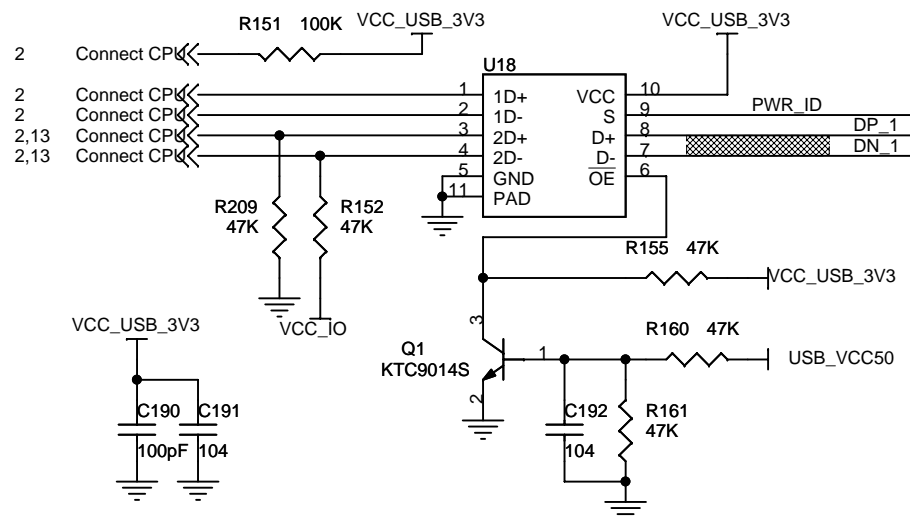 R151 100K VCC_USB_3V3 VCC_USB_3V3
2 Connect CPU
U18
2 Connect CPU 1 1D+ VCC 10
2 Connect CPU 2 1D- S 9 PWR_ID
2,13 Connect CPU 3 2D+ D+ 8 DP_1
2,13 Connect CPU 4 2D- D- 7 DN_1
5 GND OE 6
11 PAD
R209 R152
47K 47K
R155 47K
VCC_USB_3V3
VCC_USB_3V3 VCC_IO
3
R160 47K
Q1 1 USB_VCC50
KTC9014S
2
C190 C191 C192 R161
47K
100pF 104 104